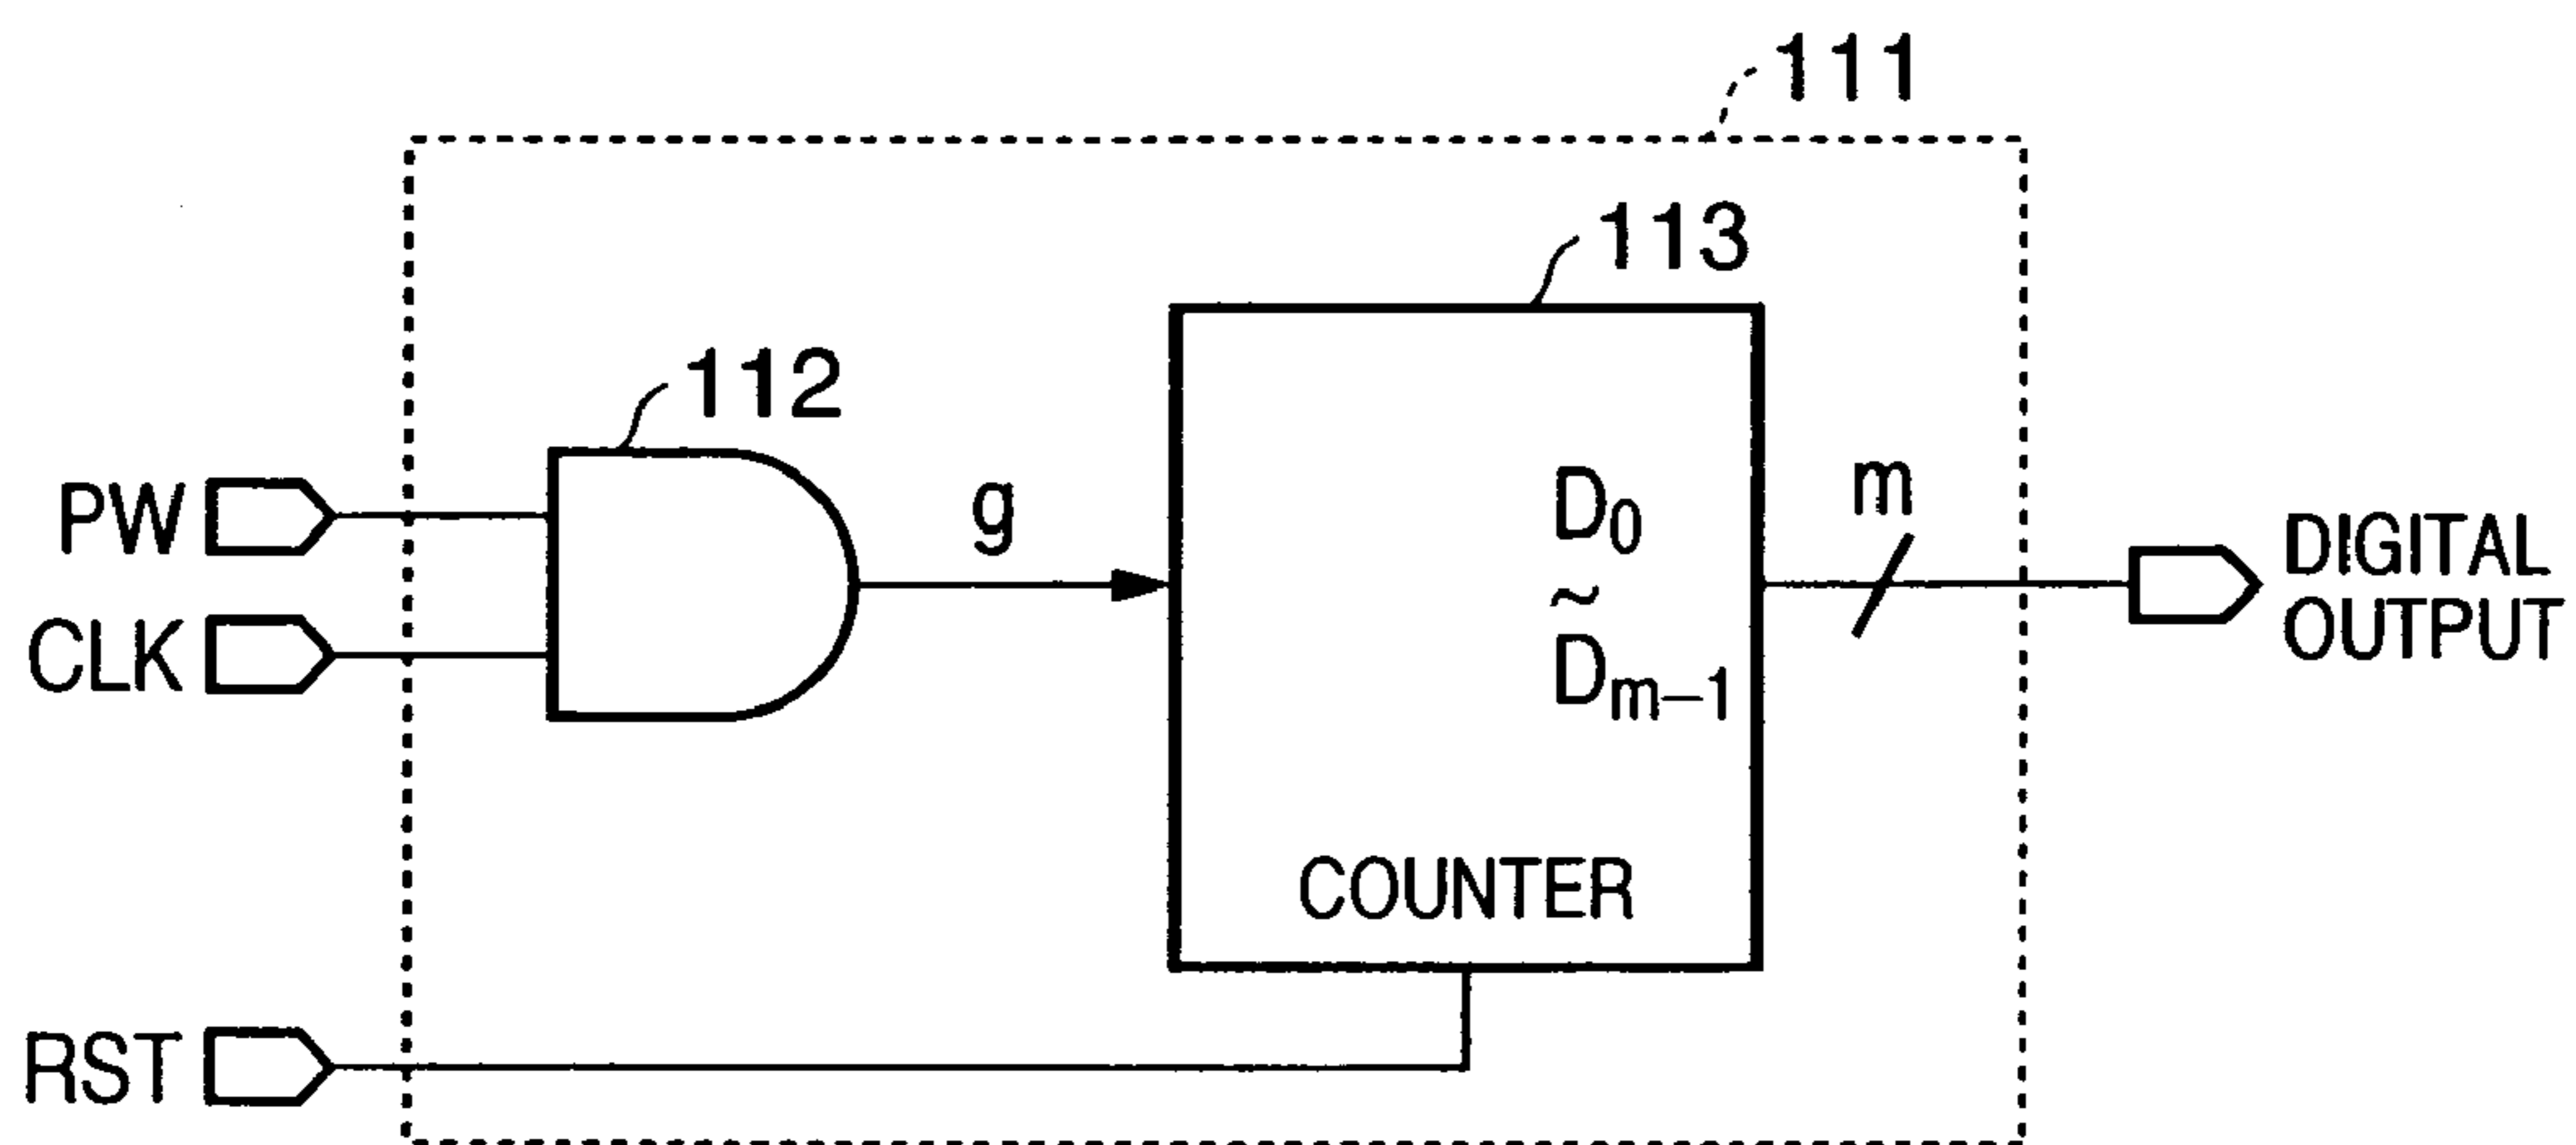 111
113
112
PW
CLK
RST
g
D0
~
Dm-1
COUNTER
m
DIGITAL
OUTPUT